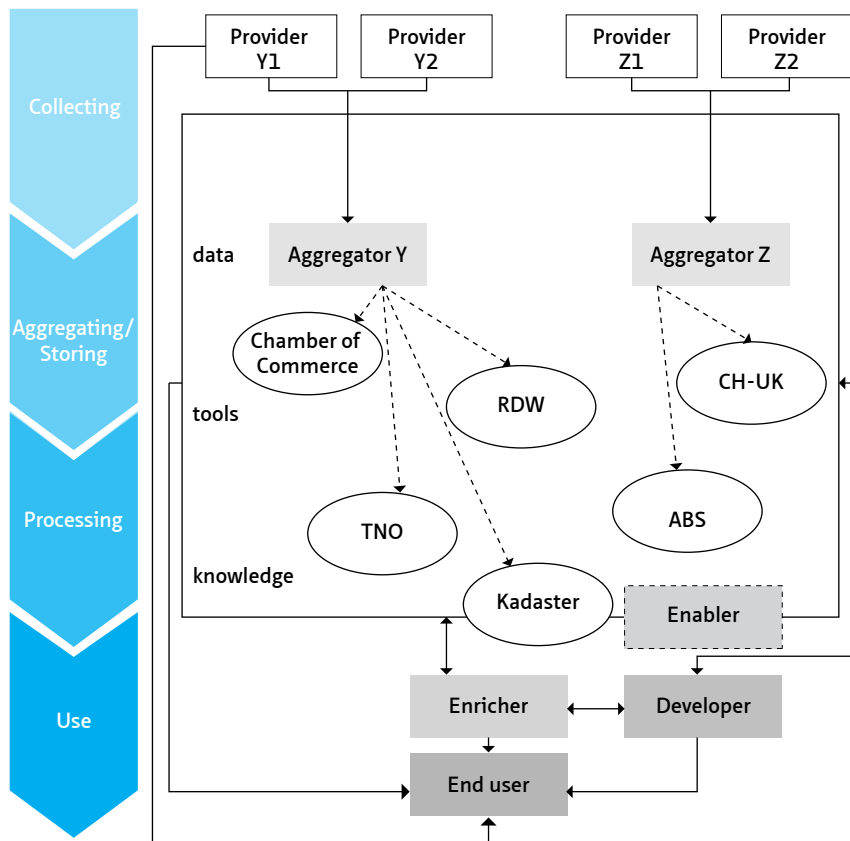 Provider
Y1
Provider
Y2
Provider
Z1
Provider
Z2
Collecting
data
Aggregator Y
Aggregator Z
Aggregating/
Storing
Chamber of
Commerce
RDW
CH-UK
tools
Processing
TNO
ABS
knowledge
Kadaster
Enabler
Use
Enricher
Developer
End user